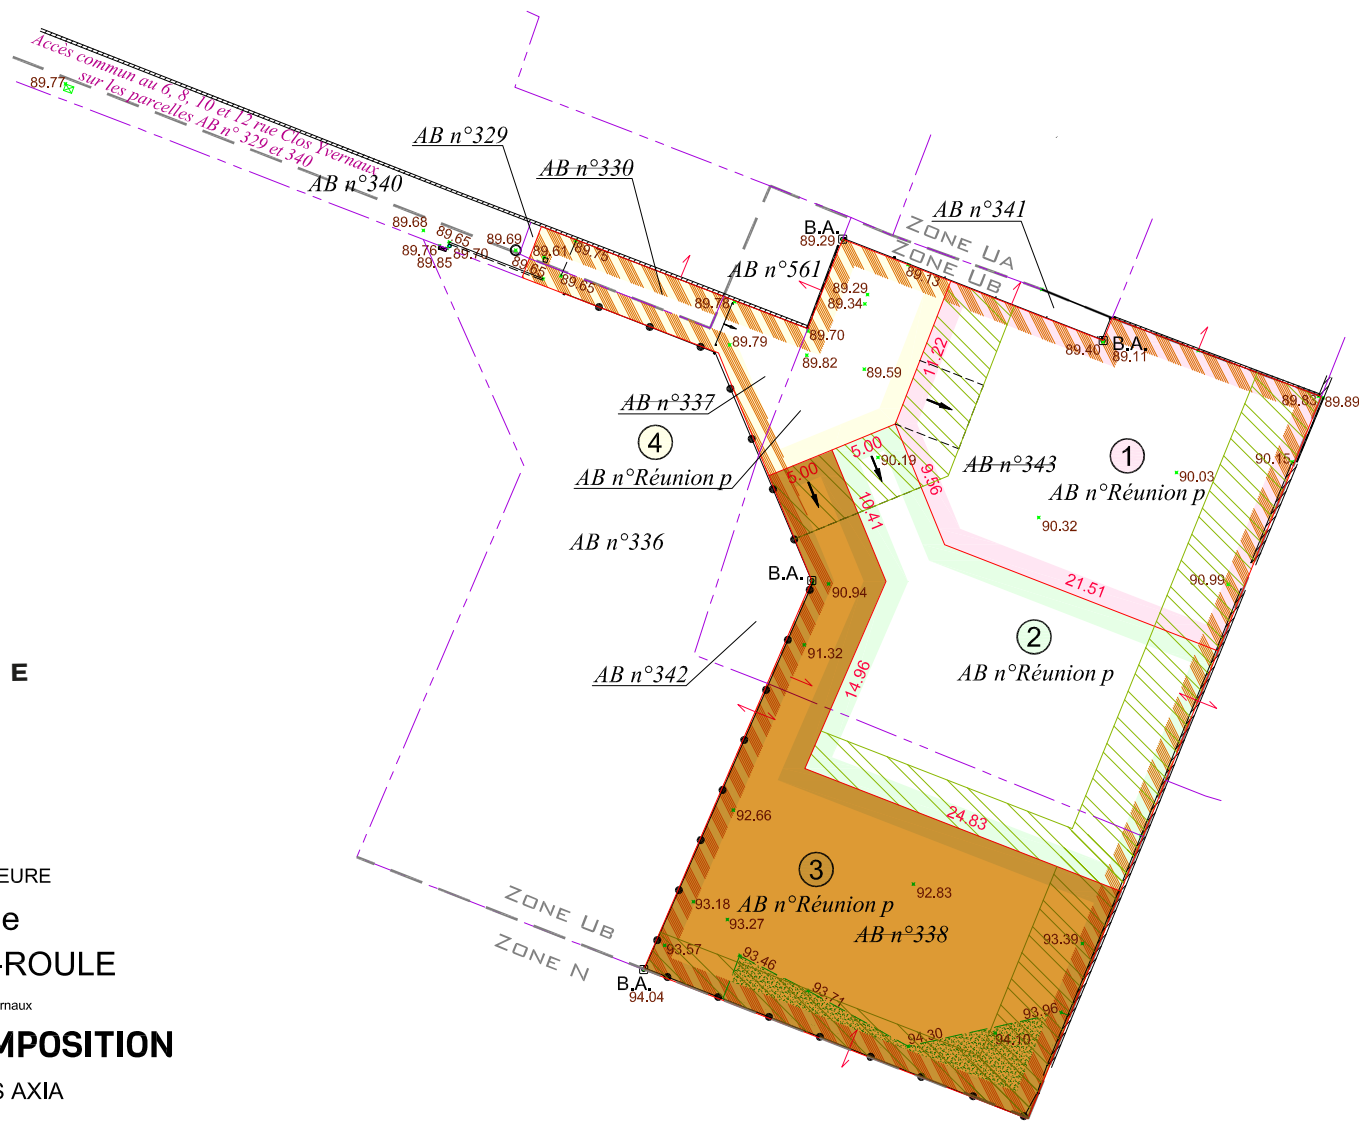 Accès commun au 6, 8, 10 et 12 rue Clos Yvernaux
sur les parcelles AB n° 329 et 340
89.77
AB n°340
AB n°329
AB n°330
89.68
89.65
89.76
89.70
89.85
89.69
89.61
89.75
89.65
89.65
B.A.
89.29
ZONE UA
ZONE UB
AB n°341
AB n°561
89.73
89.29
89.34
89.78
89.79
89.70
89.82
89.59
11.22
89.40
B.A.
89.11
89.83
89.89
AB n°337
4
AB n°Réunion p
5.00
5.00
90.19
9.56
AB n°343
1
AB n°Réunion p
90.15
90.03
90.32
10.41
AB n°336
B.A.
90.94
21.51
90.99
2
AB n°Réunion p
91.32
AB n°342
14.96
E
92.66
24.83
3
AB n°Réunion p
92.83
AB n°338
93.18
93.27
93.39
ZONE UB
ZONE N
93.57
93.46
93.71
94.30
94.10
93.96
B.A.
94.04
EURE
e
-ROULE
rnaux
MPOSITION
S AXIA